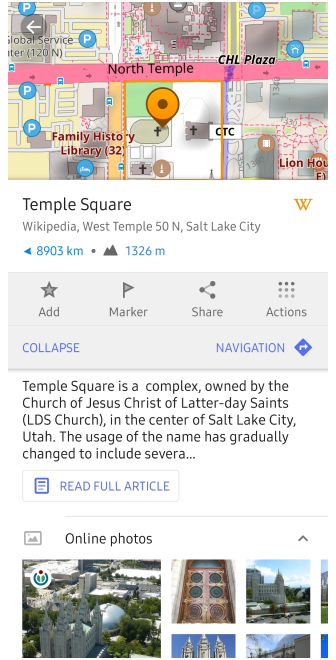 Global Service
ter (120 N)
CHL Plaza
North Temple
Family History
Library (32)
CTC
Lion Hou
Temple Square
W
Wikipedia, West Temple 50 N, Salt Lake City
8903 km • 1326 m
Add
Marker
Share
Actions
COLLAPSE
NAVIGATION
Temple Square is a complex, owned by the
Church of Jesus Christ of Latter-day Saints
(LDS Church), in the center of Salt Lake City,
Utah. The usage of the name has gradually
changed to include severa...
READ FULL ARTICLE
Online photos